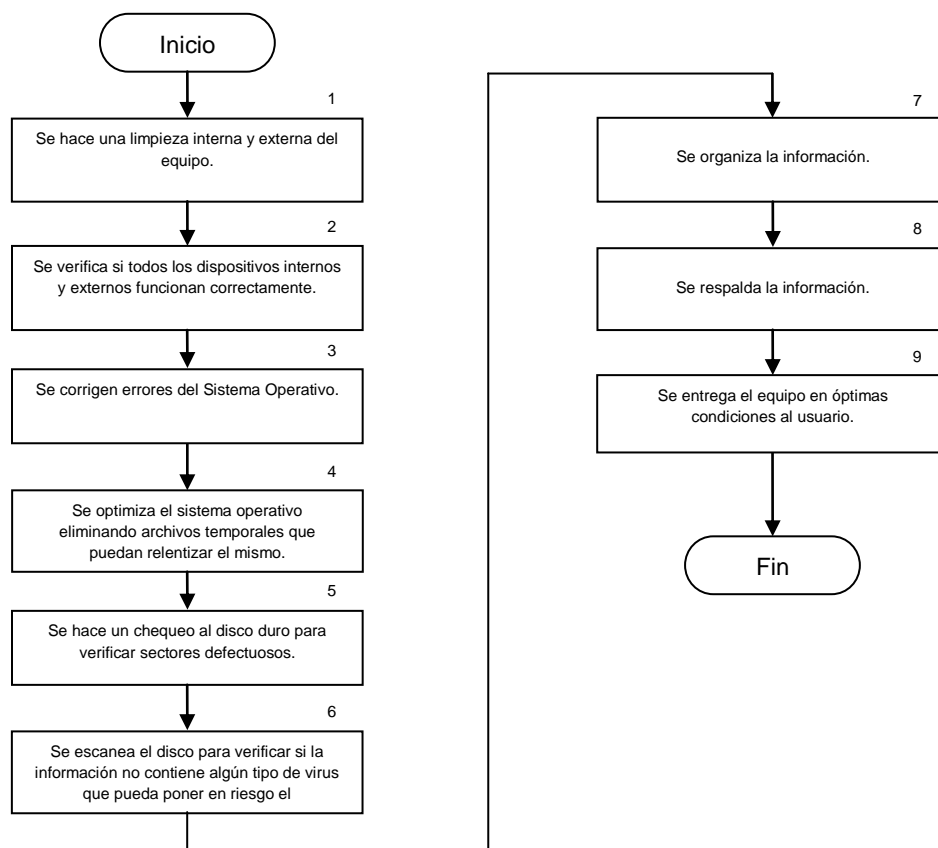 Inicio
1
Se hace una limpieza interna y externa del
equipo.
2
Se verifica si todos los dispositivos internos
y externos funcionan correctamente.
3
Se corrigen errores del Sistema Operativo.
4
Se optimiza el sistema operativo
eliminando archivos temporales que
puedan relentizar el mismo.
5
Se hace un chequeo al disco duro para
verificar sectores defectuosos.
6
Se escanea el disco para verificar si la
información no contiene algún tipo de virus
que pueda poner en riesgo el
7
Se organiza la información.
8
Se respalda la información.
9
Se entrega el equipo en óptimas
condiciones al usuario.
Fin